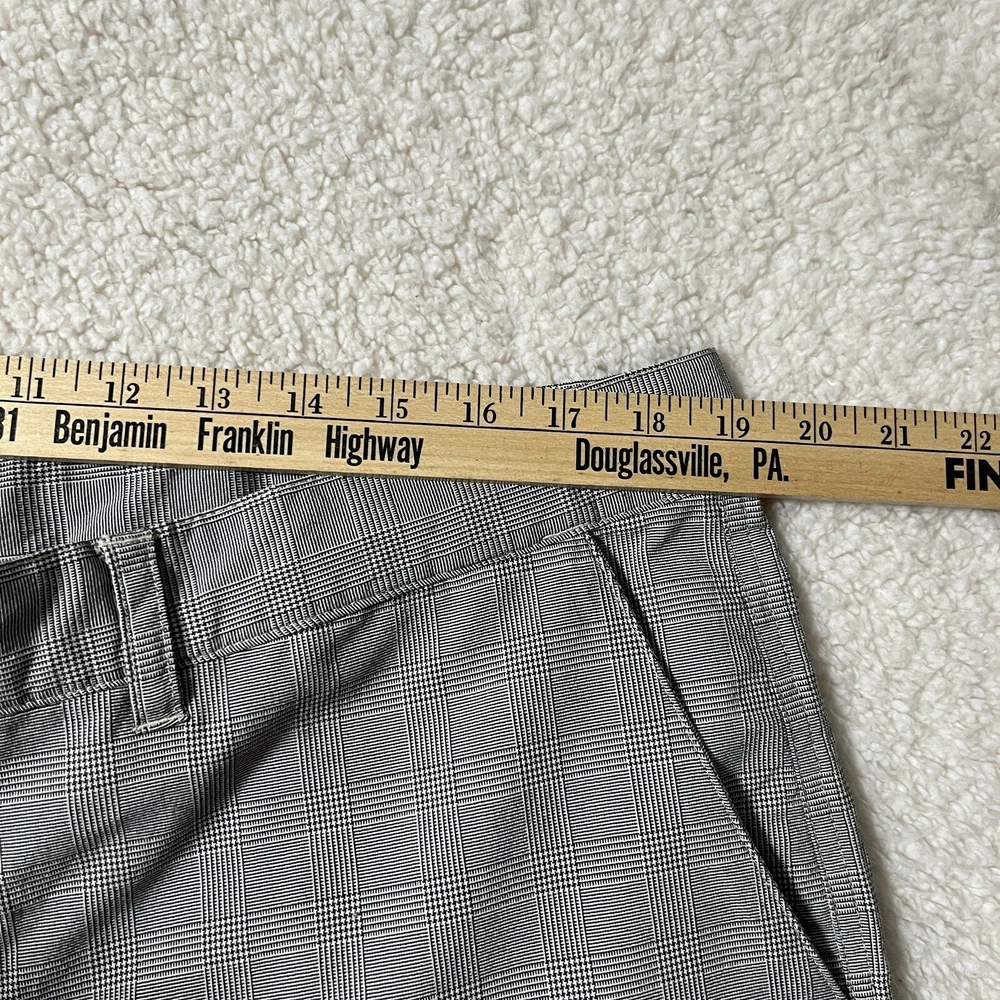 11 12 13 14 15 16 17 18 19 20 21 22
31 Benjamin Franklin Highway Douglassville, PA. FIN